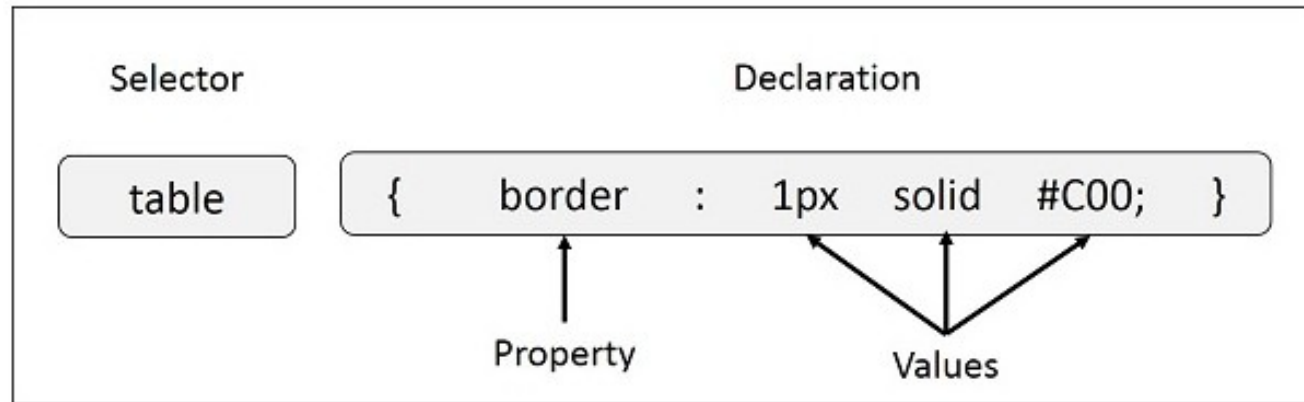 Selector Declaration
table { border : 1px solid #C00; }
Property Values